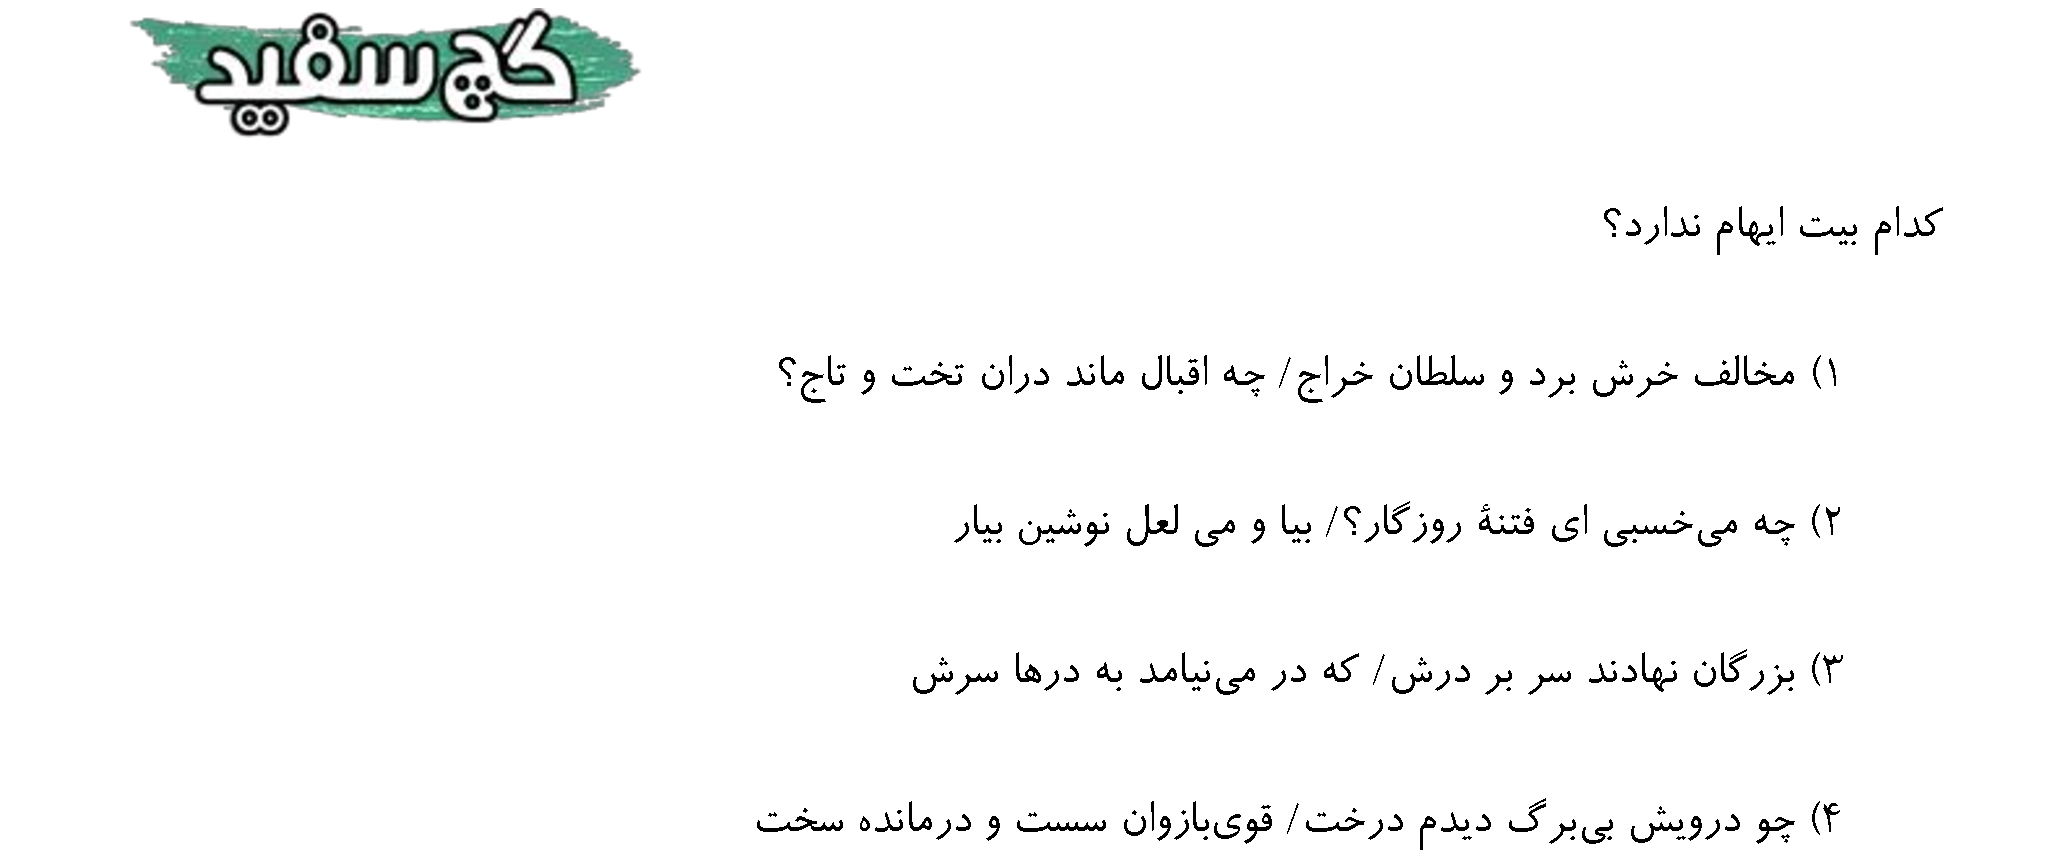 گچ سفید
کدام بیت ایهام ندارد؟
۱) مخالف خرش برد و سلطان خراج/ چه اقبال ماند دران تخت و تاج؟
۲) چه می‌خسبی ای فتنهٔ روزگار؟/ بیا و می لعل نوشین بیار
۳) بزرگان نهادند سر بر درش/ که در می‌نیامد به درها سرش
۴) چو درویش بی‌برگ دیدم درخت/ قوی‌بازوان سست و درمانده سخت